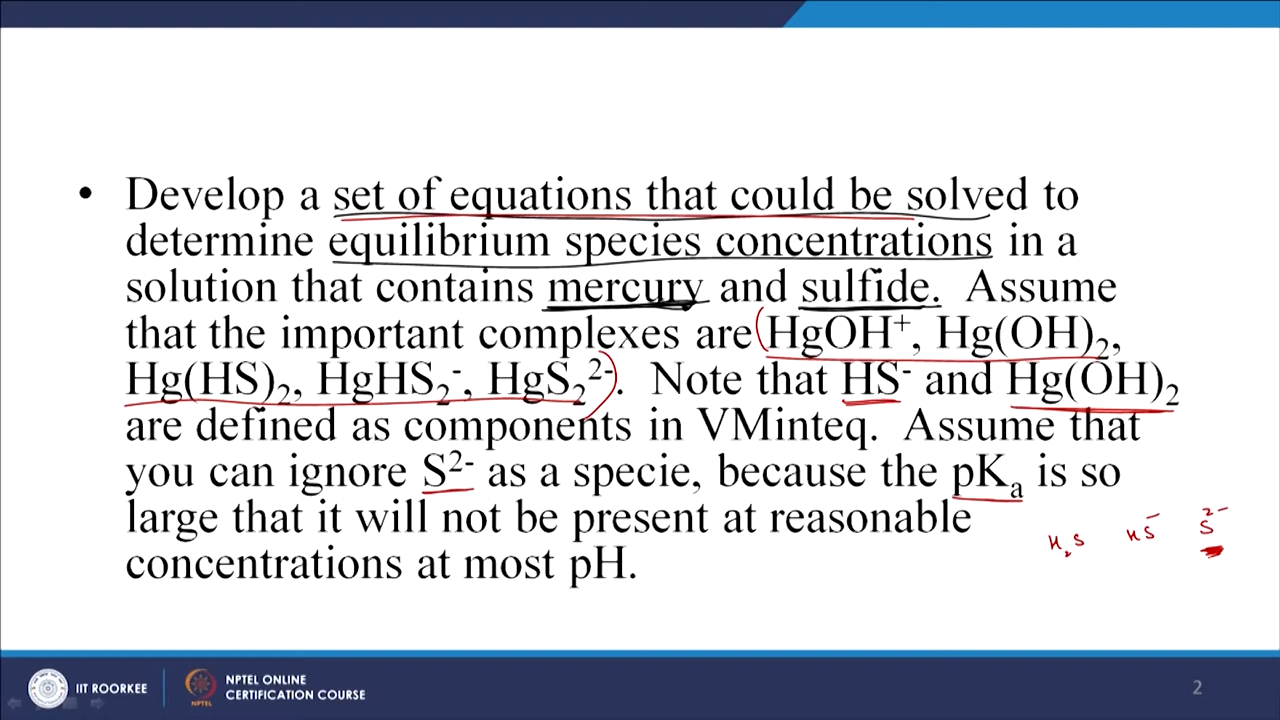 • Develop a set of equations that could be solved to
determine equilibrium species concentrations in a
solution that contains mercury and sulfide. Assume
that the important complexes are HgOH⁺, Hg(OH)₂,
Hg(HS)₂, HgHS₂⁻, HgS₂²⁻. Note that HS⁻ and Hg(OH)₂
are defined as components in VMinteq. Assume that
you can ignore S²⁻ as a specie, because the pKₐ is so
large that it will not be present at reasonable
concentrations at most pH.
H₂S HS⁻ S²⁻
IIT ROORKEE
NPTEL
NPTEL ONLINE
CERTIFICATION COURSE
2